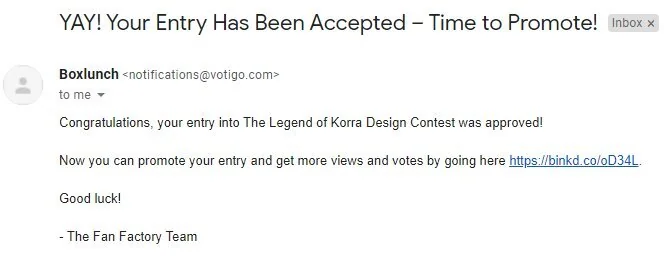 YAY! Your Entry Has Been Accepted – Time to Promote! Inbox x
Boxlunch <notifications@votigo.com>
to me
Congratulations, your entry into The Legend of Korra Design Contest was approved!
Now you can promote your entry and get more views and votes by going here https://binkd.co/oD34L.
Good luck!
- The Fan Factory Team